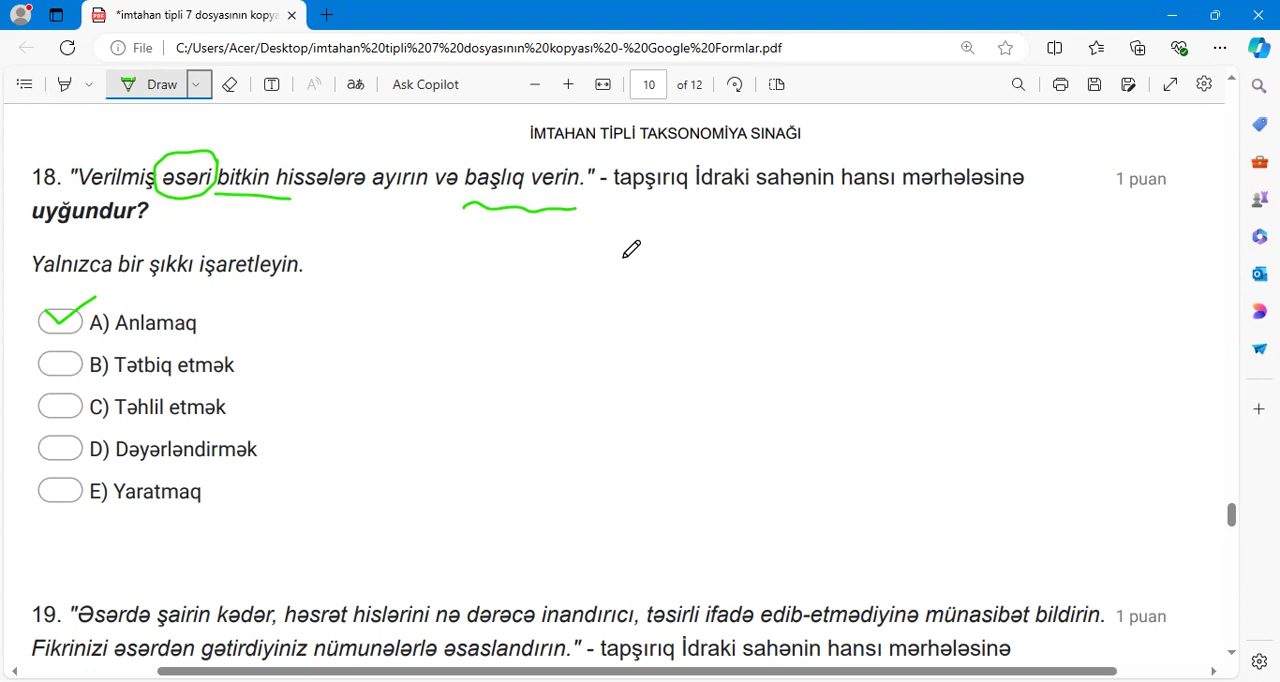 *imtahan tipli 7 dosyasının kopya
File
C:/Users/Acer/Desktop/imtahan%20tipli%207%20dosyasının%20kopyası%20-%20Google%20Formlar.pdf
Draw
aあ
Ask Copilot
10
of 12
İMTAHAN TİPLİ TAKSONOMİYA SINAĞI
18. "Verilmiş əsəri bitkin hissələrə ayırın və başlıq verin." - tapşırıq İdraki sahənin hansı mərhələsinə
1 puan
uyğundur?
Yalnızca bir şıkkı işaretleyin.
A) Anlamaq
B) Tətbiq etmək
C) Təhlil etmək
D) Dəyərləndirmək
E) Yaratmaq
19. "Əsərdə şairin kədər, həsrət hislərini nə dərəcə inandırıcı, təsirli ifadə edib-etmədiyinə münasibət bildirin.
1 puan
Fikrinizi əsərdən gətirdiyiniz nümunələrlə əsaslandırın." - tapşırıq İdraki sahənin hansı mərhələsinə